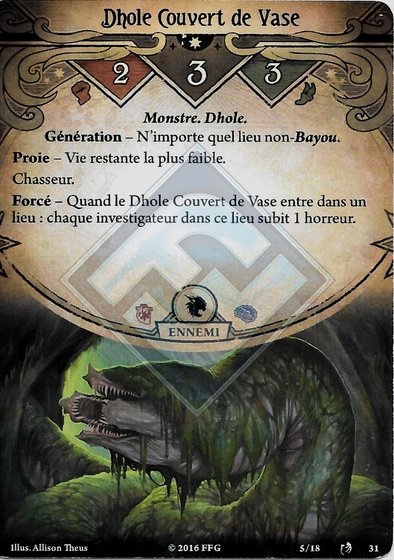 Dhole Couvert de Vase
2 3 3
Monstre. Dhole.
Génération – N'importe quel lieu non-Bayou.
Proie – Vie restante la plus faible.
Chasseur.
Forcé – Quand le Dhole Couvert de Vase entre dans un
lieu : chaque investigateur dans ce lieu subit 1 horreur.
ENNEMI
Illus. Allison Theus © 2016 FFG 5/18 31